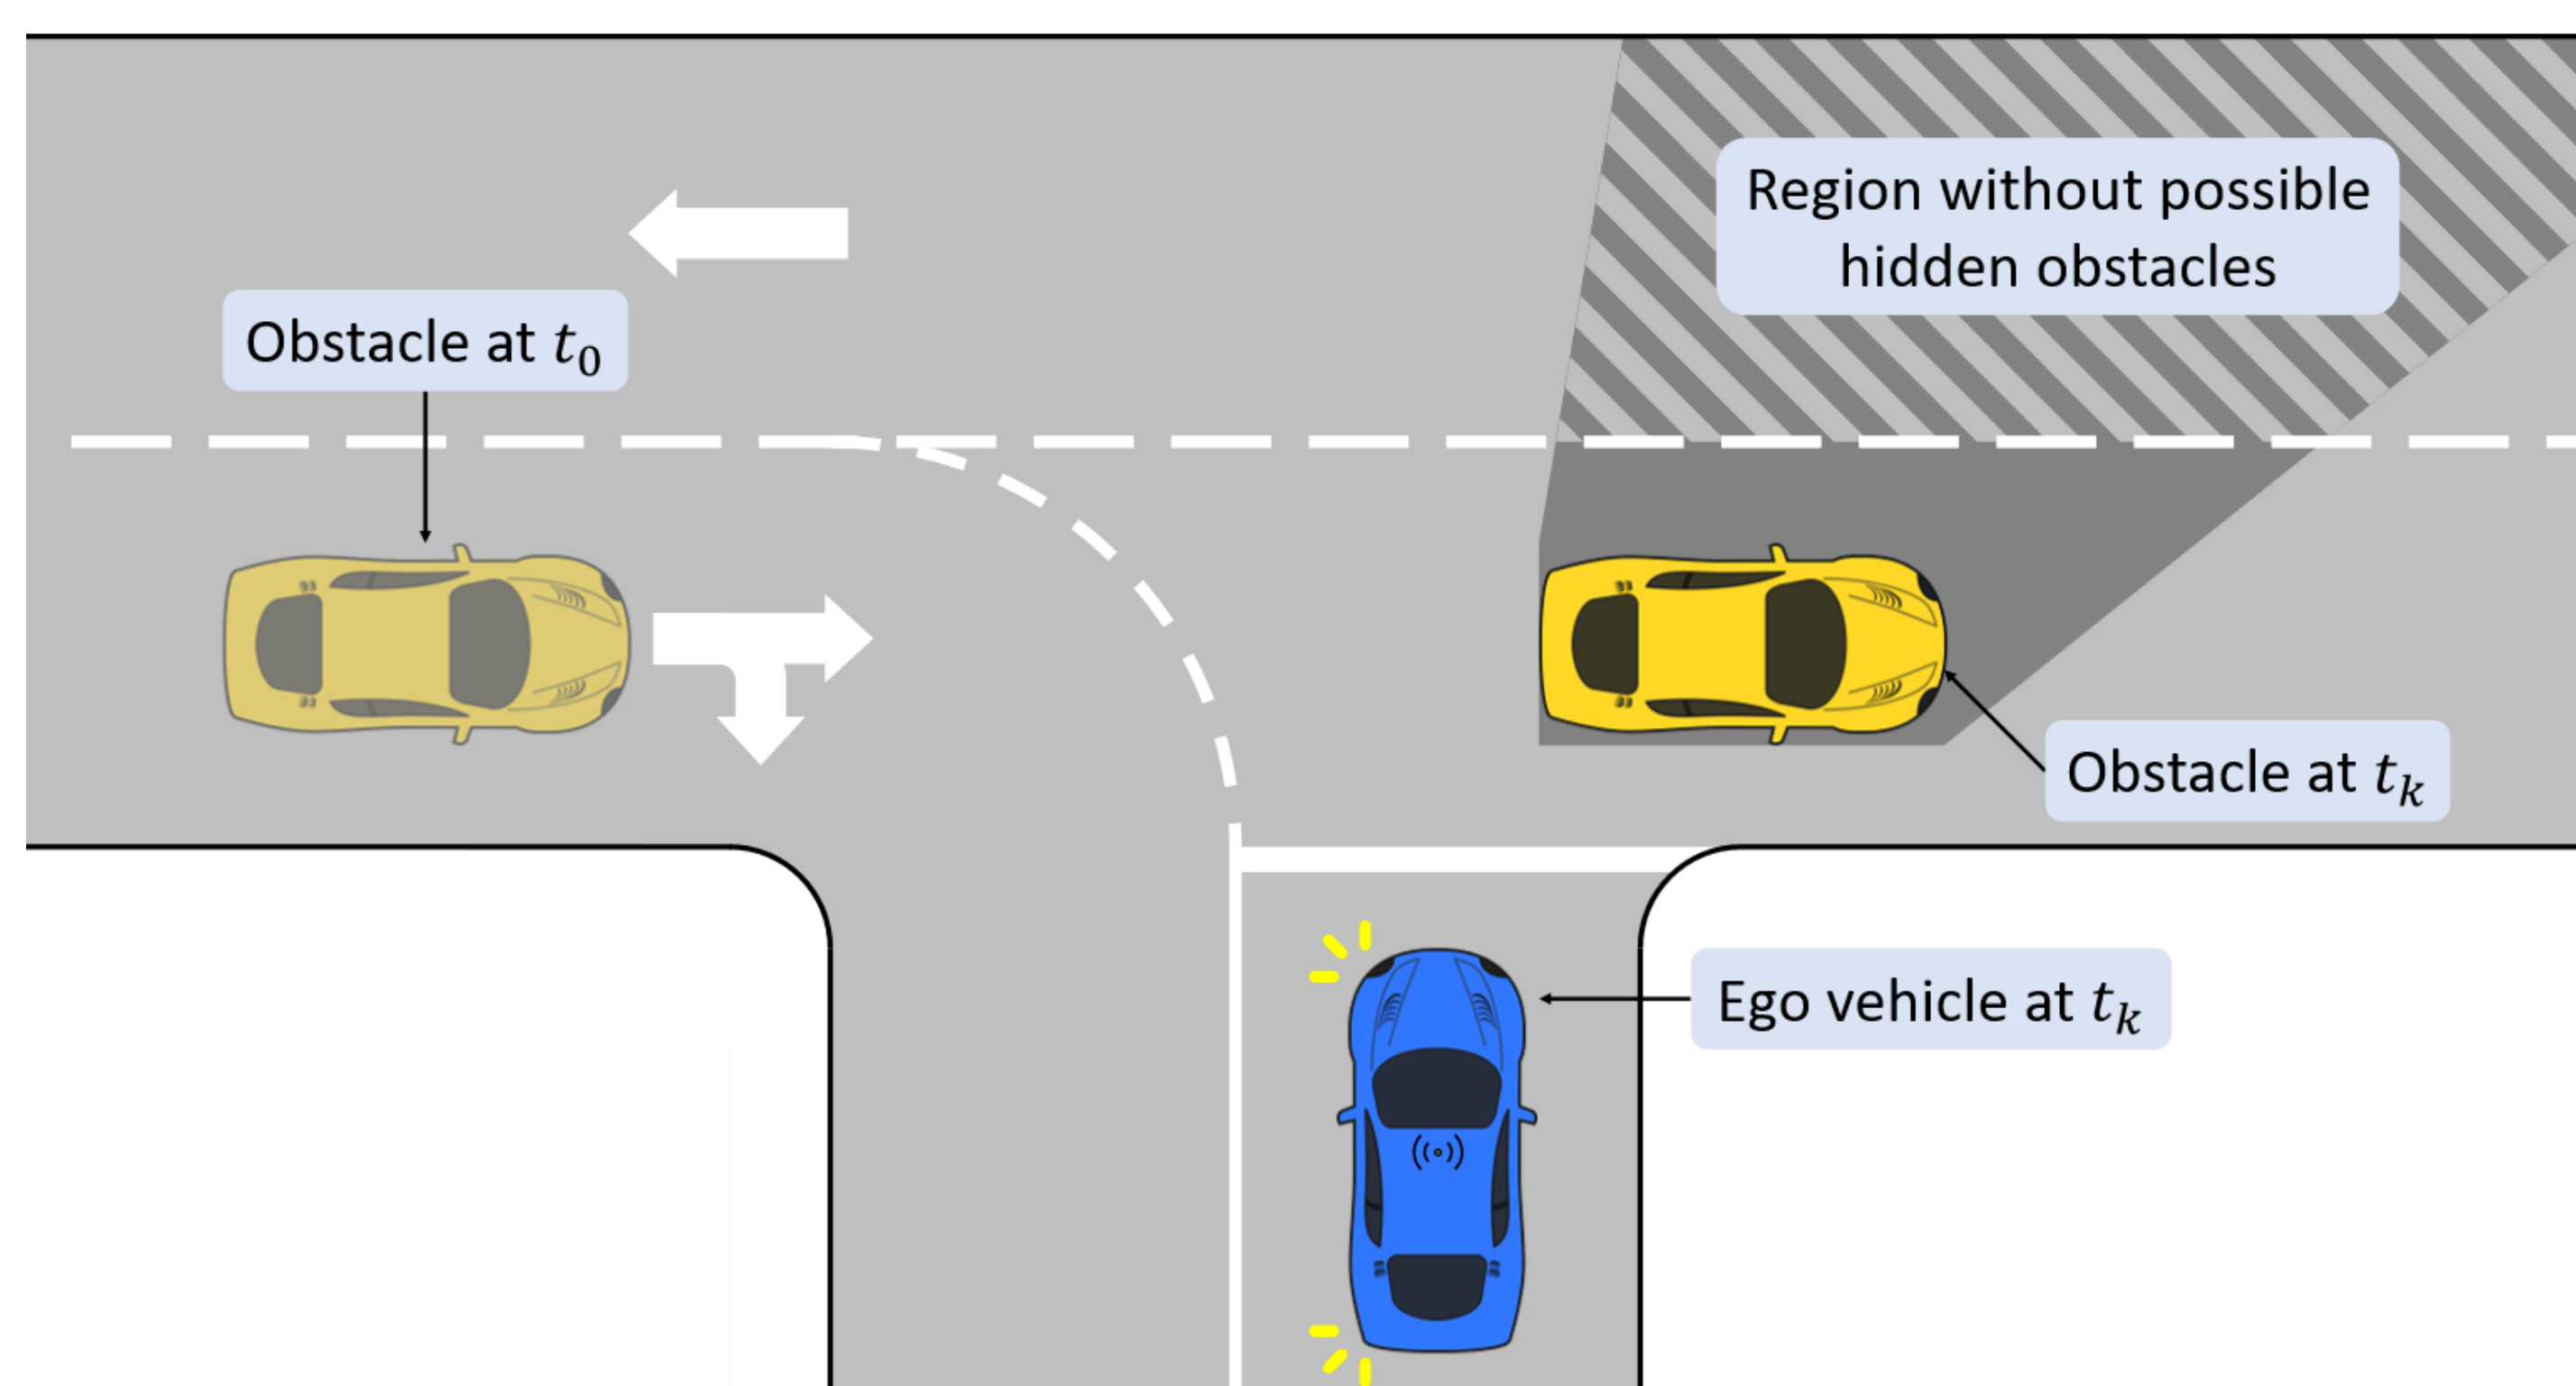 Region without possible
hidden obstacles
Obstacle at t₀
Obstacle at tₖ
Ego vehicle at tₖ